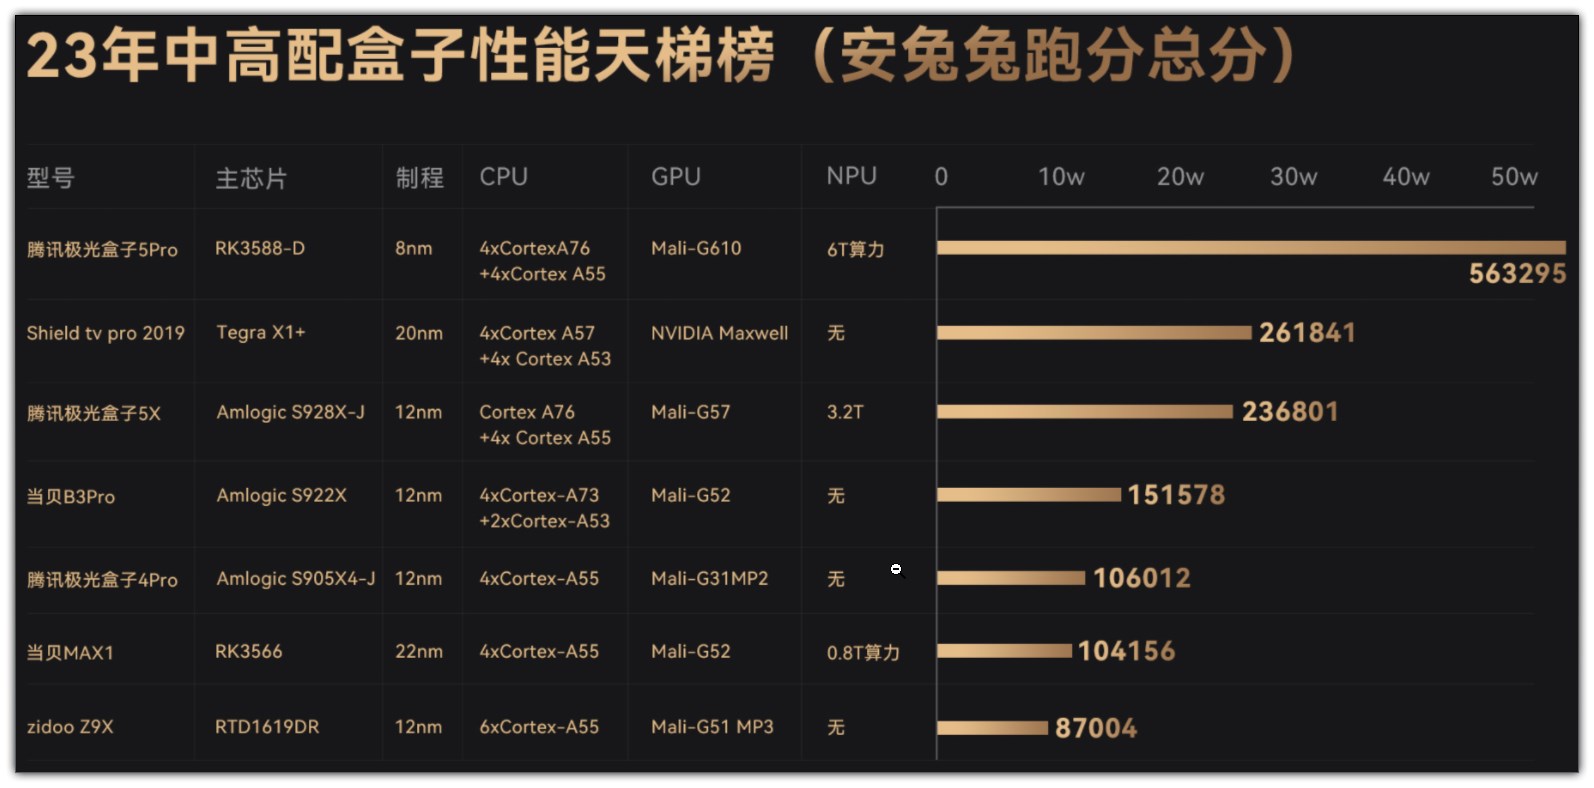 23年中高配盒子性能天梯榜（安兔兔跑分总分）
型号 主芯片 制程 CPU GPU NPU 0 10w 20w 30w 40w 50w
腾讯极光盒子5Pro RK3588-D 8nm 4xCortexA76 Mali-G610 6T算力
+4xCortex A55 563295
Shield tv pro 2019 Tegra X1+ 20nm 4xCortex A57 NVIDIA Maxwell 无 261841
+4x Cortex A53
腾讯极光盒子5X Amlogic S928X-J 12nm Cortex A76 Mali-G57 3.2T 236801
+4x Cortex A55
当贝B3Pro Amlogic S922X 12nm 4xCortex-A73 Mali-G52 无 151578
+2xCortex-A53
腾讯极光盒子4Pro Amlogic S905X4-J 12nm 4xCortex-A55 Mali-G31MP2 无 106012
当贝MAX1 RK3566 22nm 4xCortex-A55 Mali-G52 0.8T算力 104156
zidoo Z9X RTD1619DR 12nm 6xCortex-A55 Mali-G51 MP3 无 87004